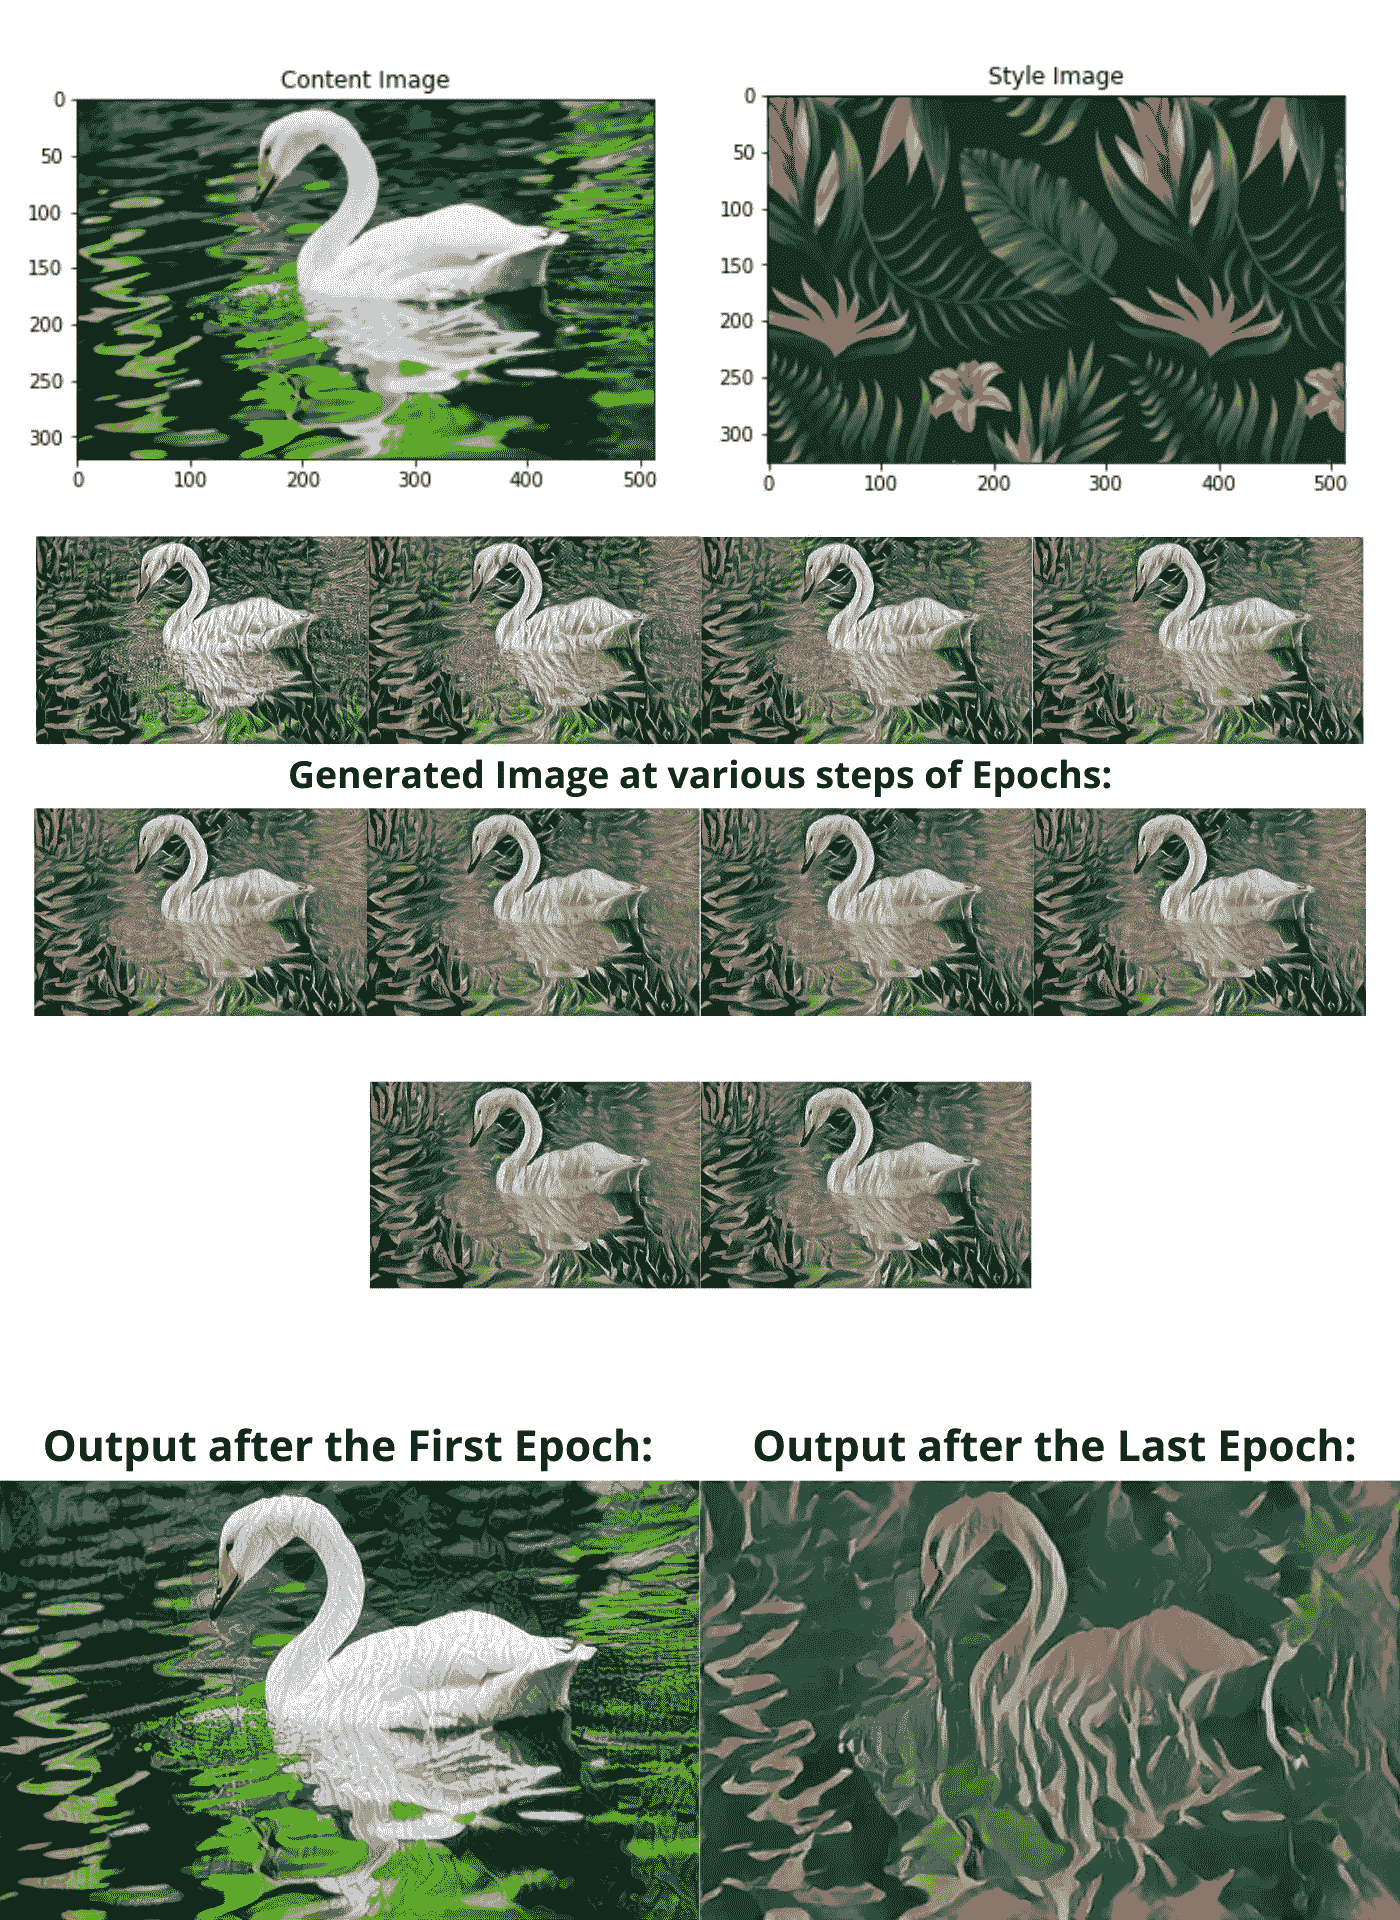 Content Image
Style Image
0
50
100
150
200
250
300
0 100 200 300 400 500
0
50
100
150
200
250
300
0 100 200 300 400 500
Generated Image at various steps of Epochs:
Output after the First Epoch:
Output after the Last Epoch: